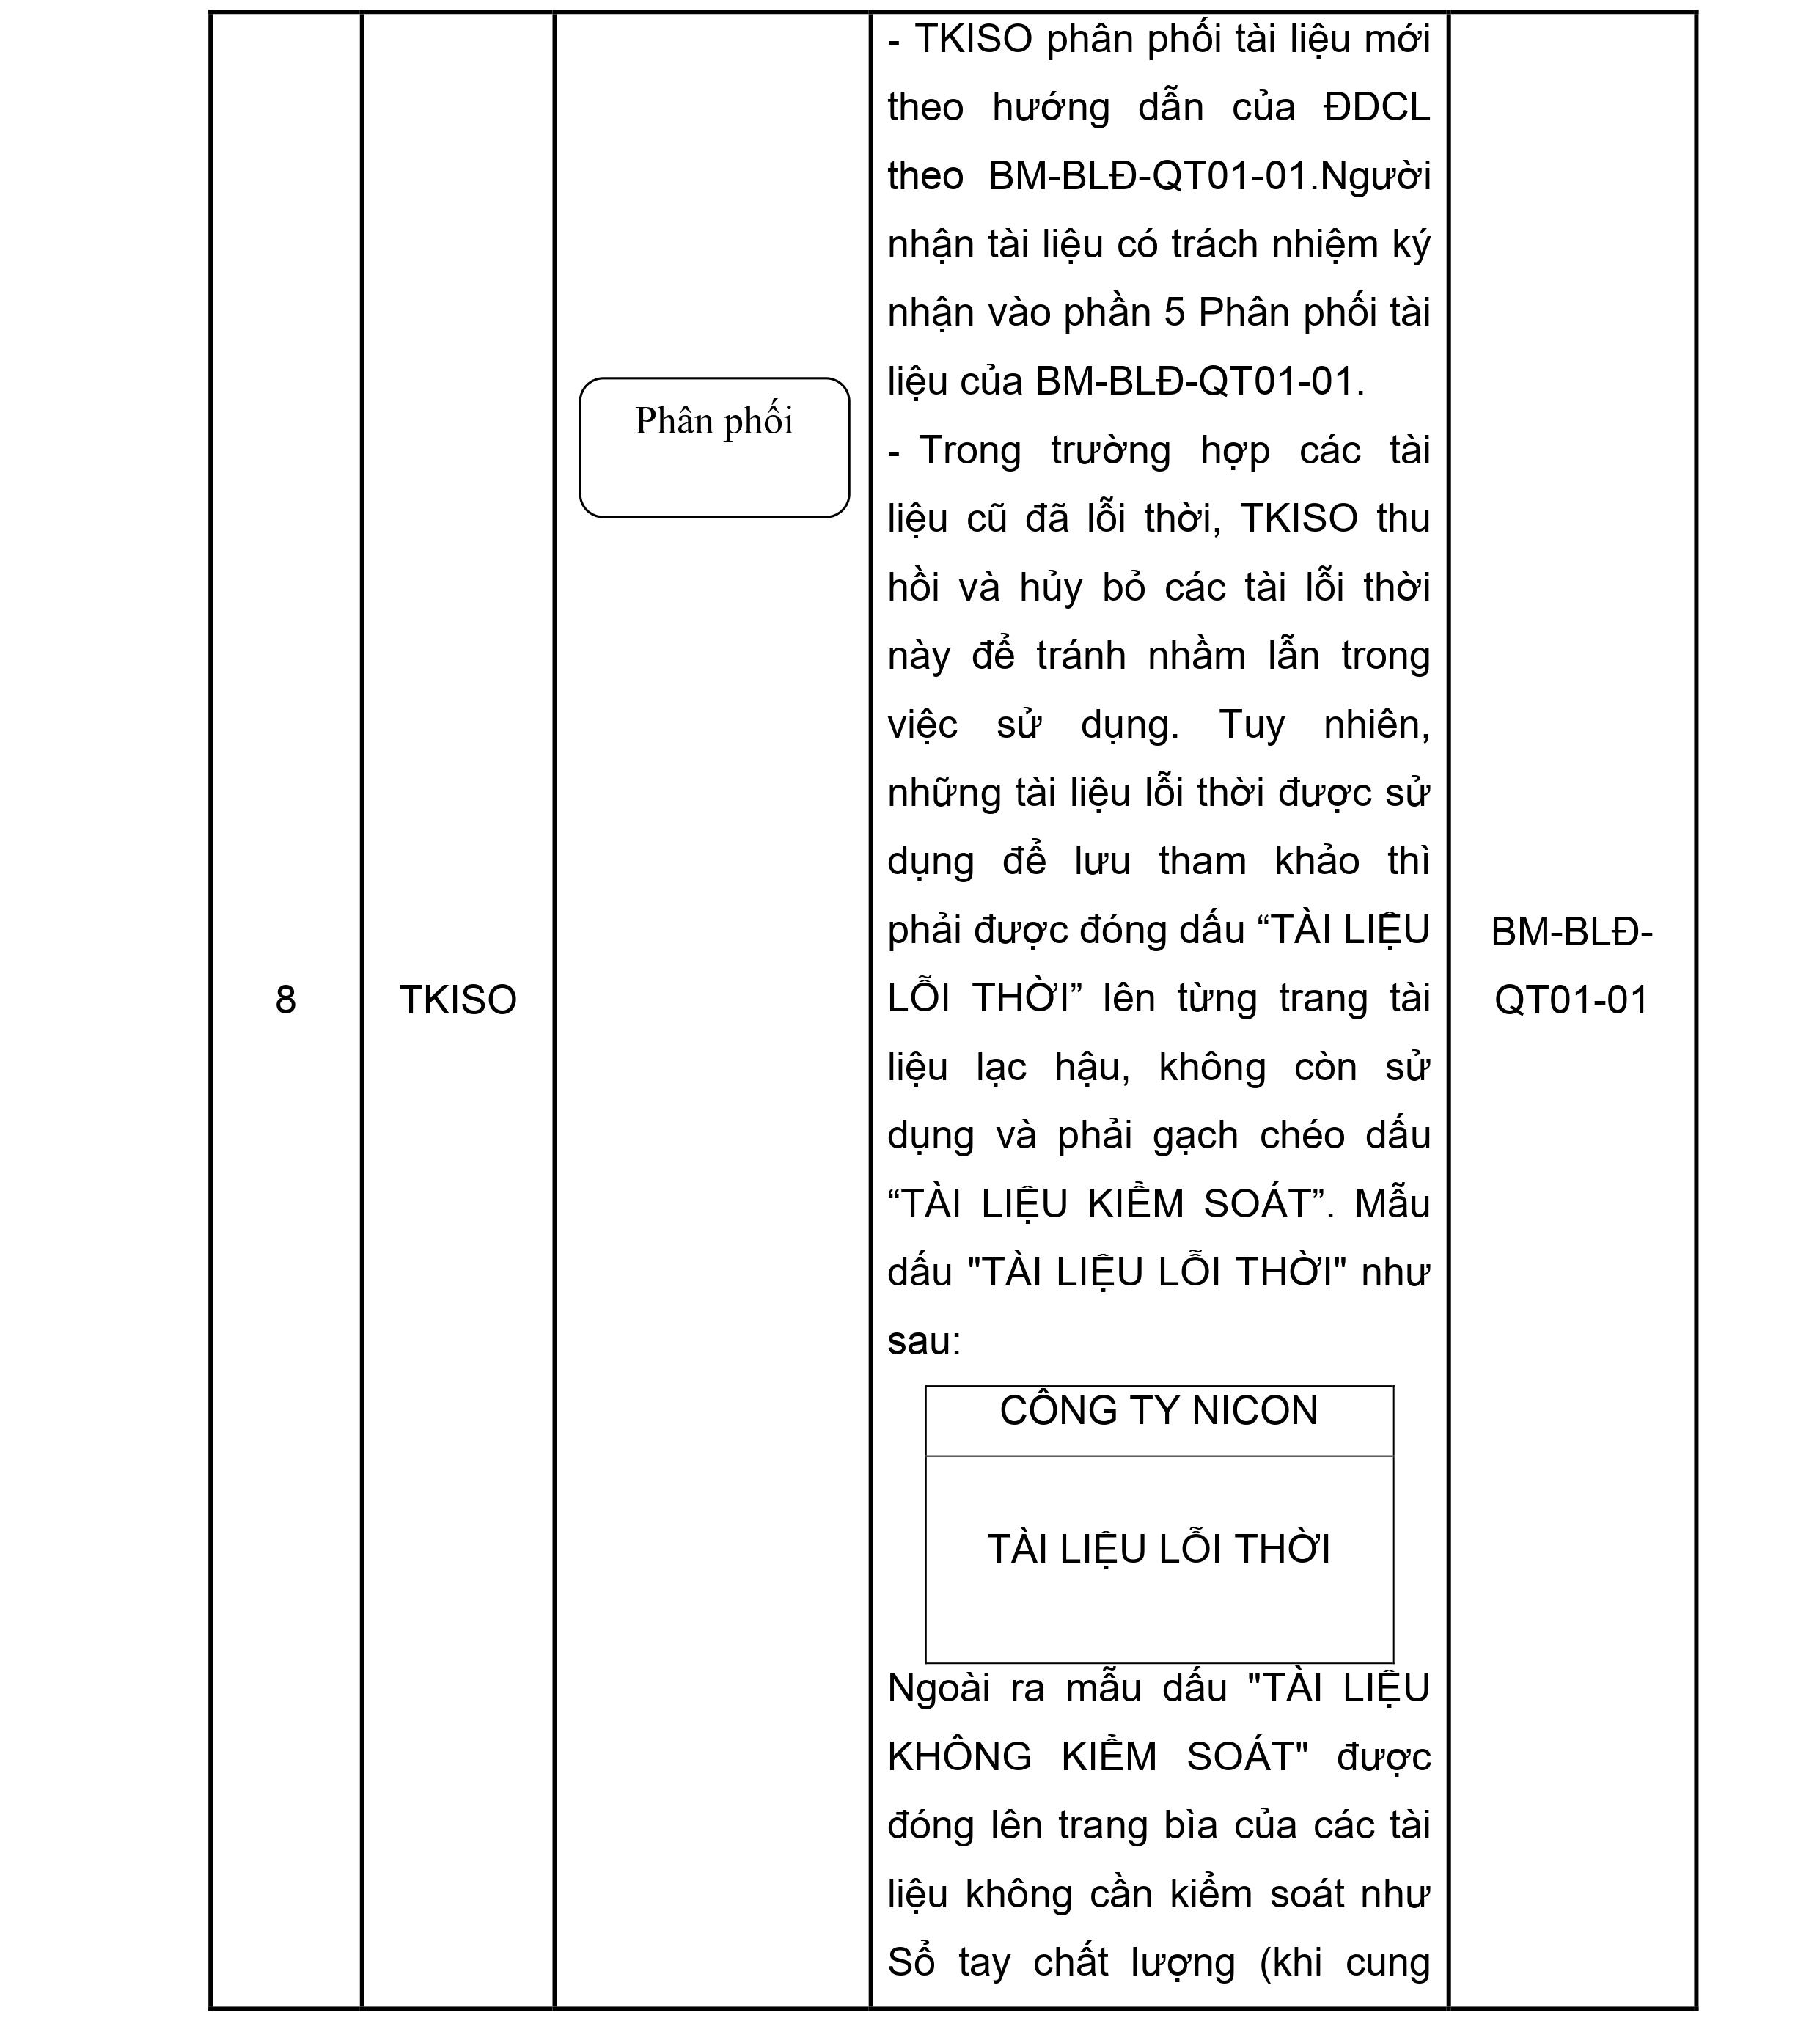 8
TKISO
Phân phối
- TKISO phân phối tài liệu mới
theo hướng dẫn của ĐDCL
theo BM-BLĐ-QT01-01.Người
nhận tài liệu có trách nhiệm ký
nhận vào phần 5 Phân phối tài
liệu của BM-BLĐ-QT01-01.
- Trong trường hợp các tài
liệu cũ đã lỗi thời, TKISO thu
hồi và hủy bỏ các tài lỗi thời
này để tránh nhầm lẫn trong
việc sử dụng. Tuy nhiên,
những tài liệu lỗi thời được sử
dụng để lưu tham khảo thì
phải được đóng dấu “TÀI LIỆU
LỖI THỜI” lên từng trang tài
liệu lạc hậu, không còn sử
dụng và phải gạch chéo dấu
“TÀI LIỆU KIỂM SOÁT”. Mẫu
dấu "TÀI LIỆU LỖI THỜI" như
sau:
CÔNG TY NICON
TÀI LIỆU LỖI THỜI
Ngoài ra mẫu dấu "TÀI LIỆU
KHÔNG KIỂM SOÁT" được
đóng lên trang bìa của các tài
liệu không cần kiểm soát như
Sổ tay chất lượng (khi cung
BM-BLĐ-
QT01-01